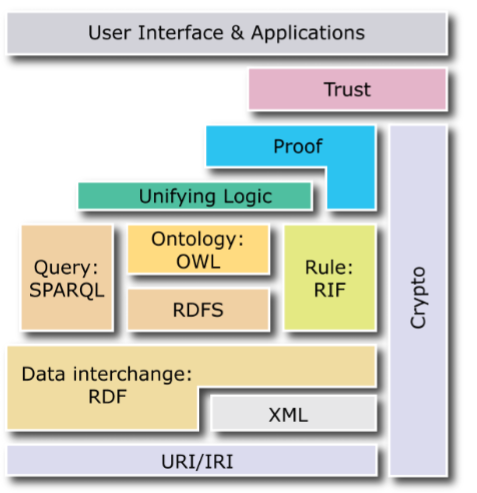 User Interface & Applications
Trust
Proof
Unifying Logic
Query:
SPARQL
Ontology:
OWL
RDFS
Rule:
RIF
Crypto
Data interchange:
RDF
XML
URI/IRI